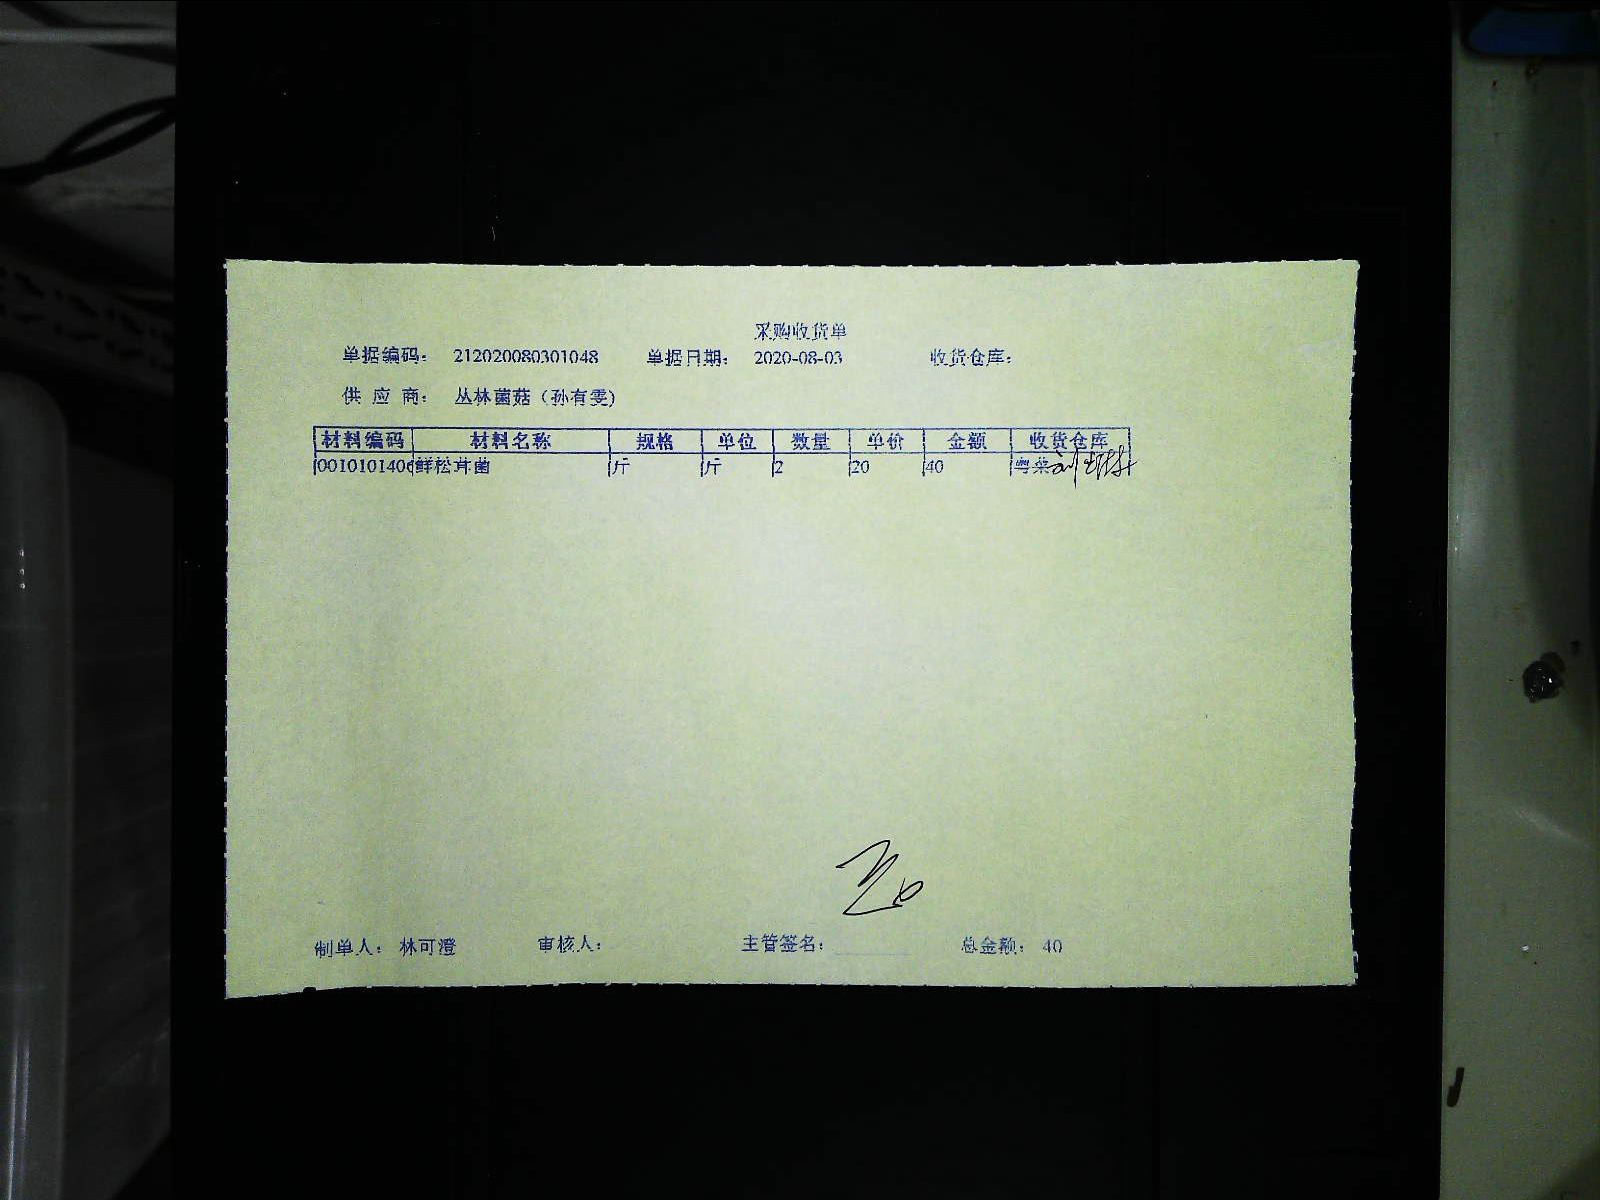 采购收货单
单据编码： 212020080301048 单据日期： 2020-08-03 收货仓库：
供 应 商： 丛林菌菇（孙有雯）
材料编码 材料名称 规格 单位 数量 单价 金额 收货仓库
0010101406 鲜松茸菌 斤 斤 2 20 40 粤菜
制单人： 林可澄 审核人： 主管签名： 总金额： 40